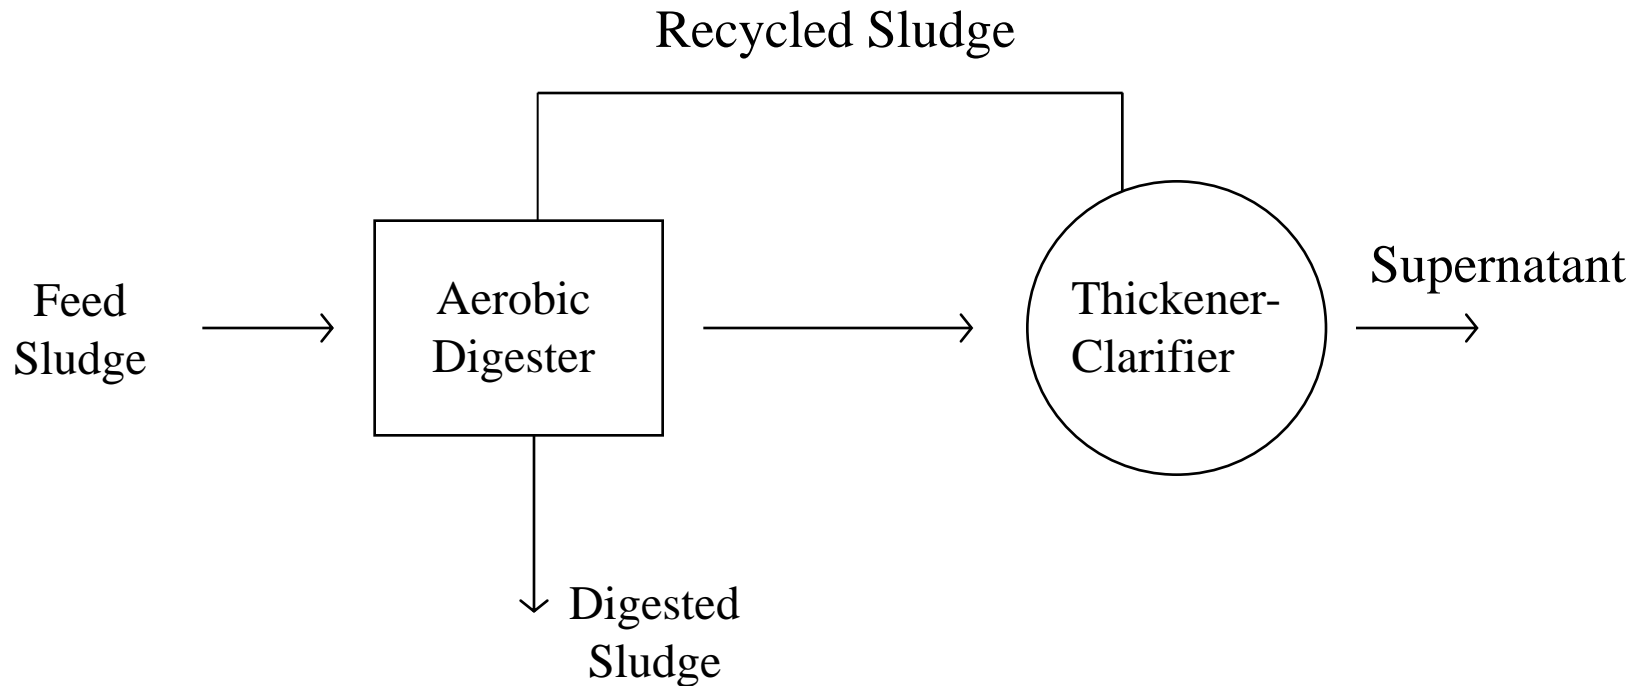 Recycled Sludge
Feed
Sludge
Aerobic
Digester
Thickener-
Clarifier
Supernatant
Digested
Sludge